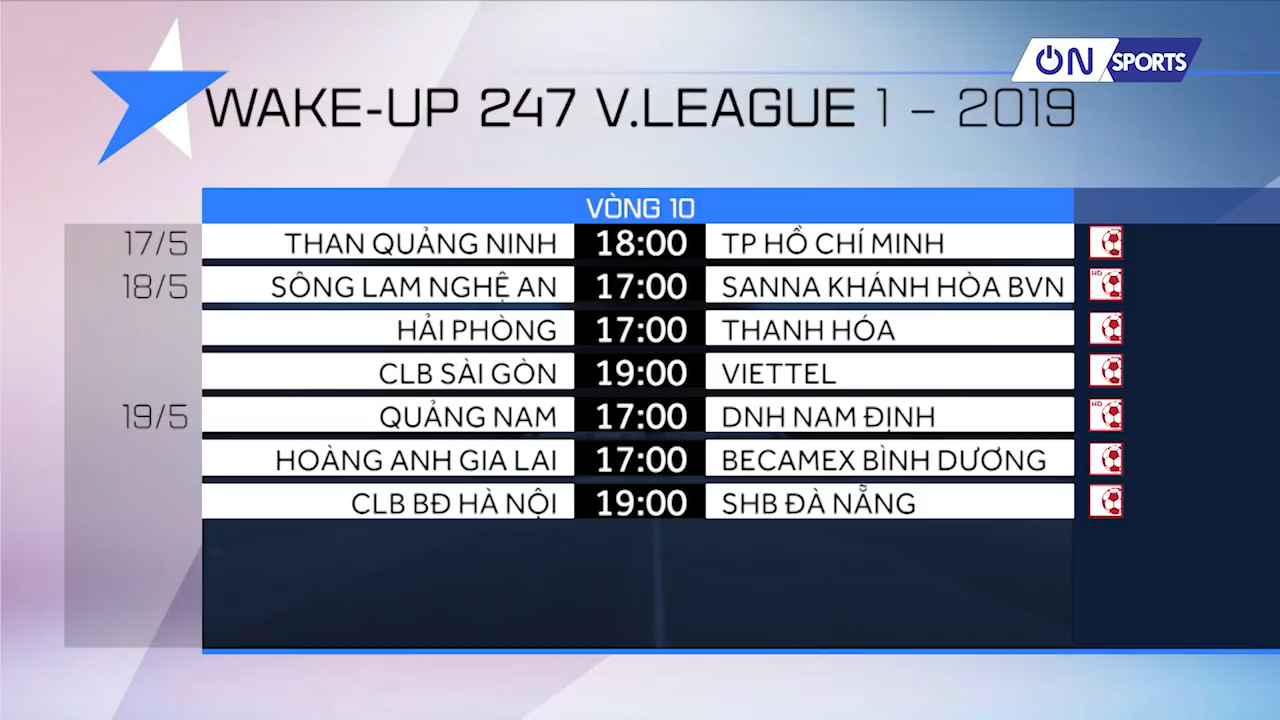 ON SPORTS
WAKE-UP 247 V.LEAGUE 1 – 2019
VÒNG 10
17/5 THAN QUẢNG NINH 18:00 TP HỒ CHÍ MINH
18/5 SÔNG LAM NGHỆ AN 17:00 SANNA KHÁNH HÒA BVN HD
HẢI PHÒNG 17:00 THANH HÓA
CLB SÀI GÒN 19:00 VIETTEL
19/5 QUẢNG NAM 17:00 DNH NAM ĐỊNH HD
HOÀNG ANH GIA LAI 17:00 BECAMEX BÌNH DƯƠNG
CLB BĐ HÀ NỘI 19:00 SHB ĐÀ NẴNG